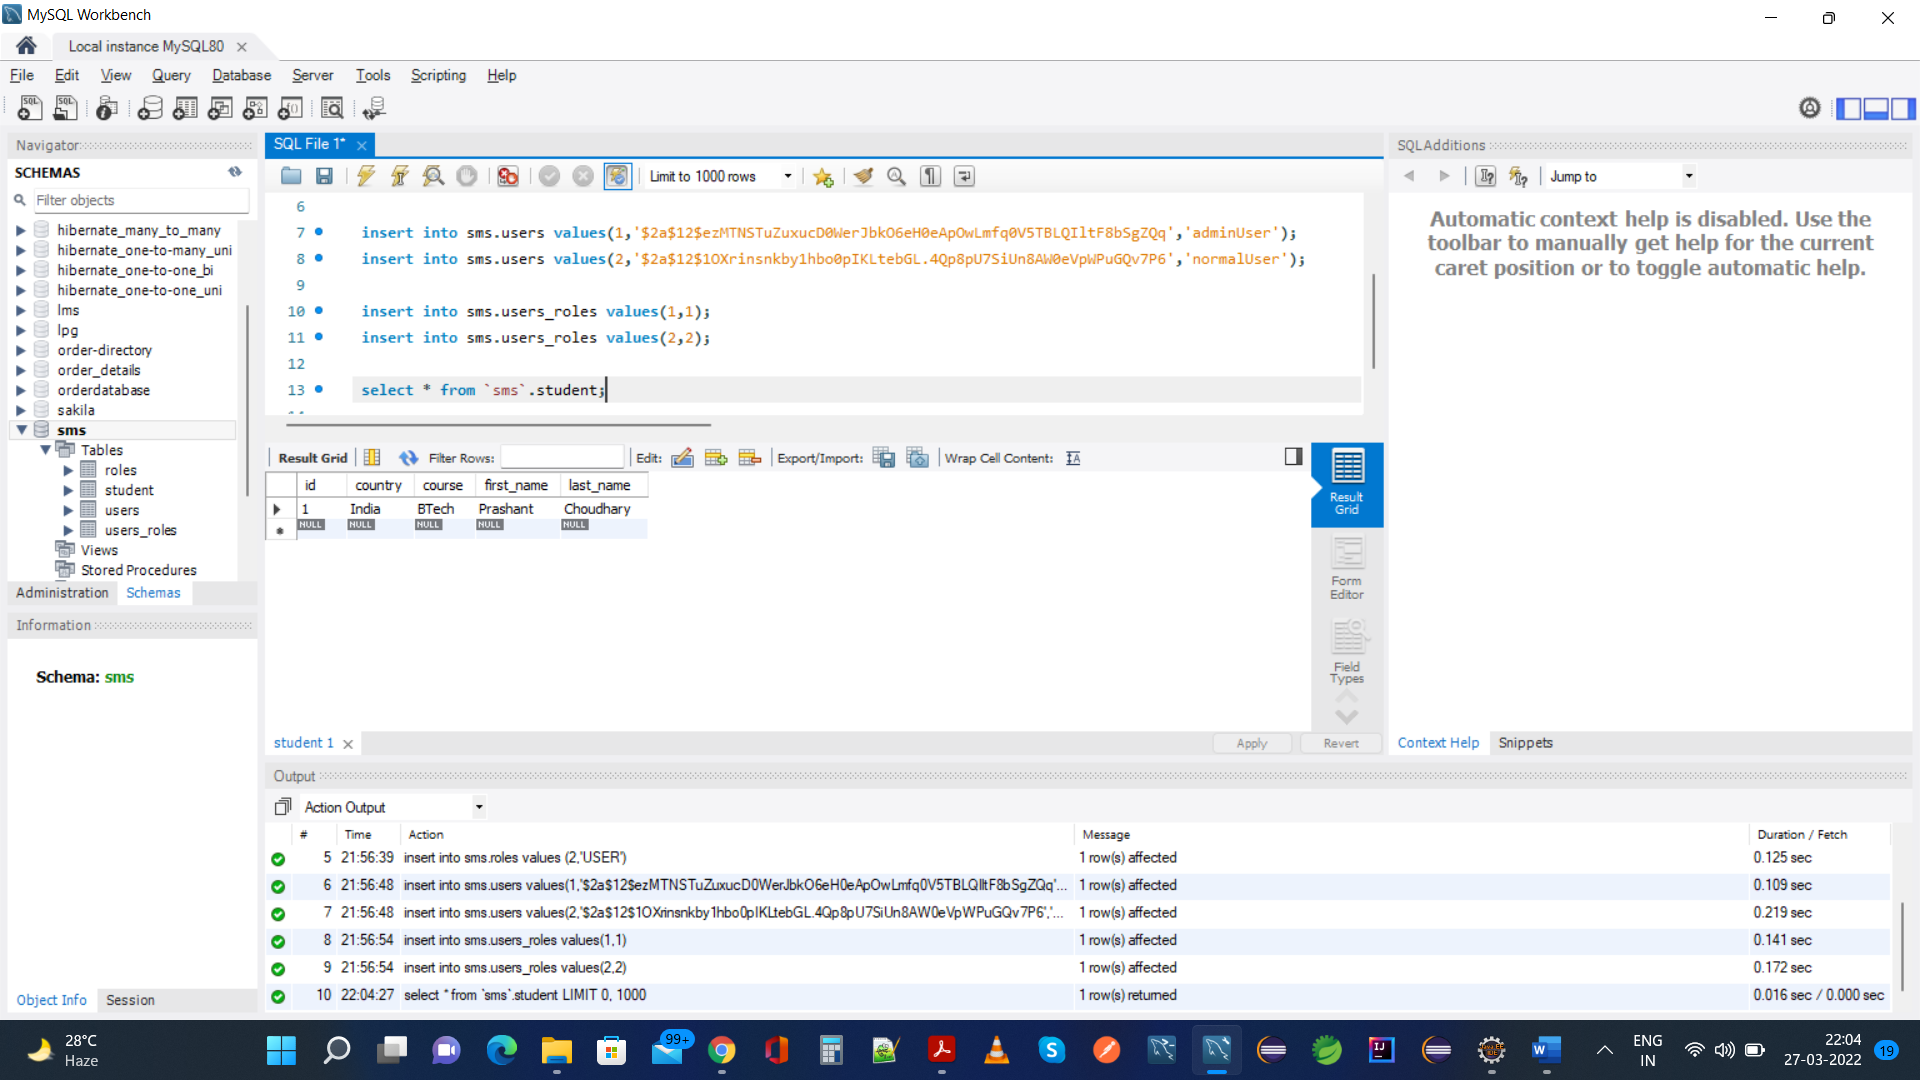 MySQL Workbench
Local instance MySQL80
File Edit View Query Database Server Tools Scripting Help
Navigator
SCHEMAS
Filter objects
hibernate_many_to_many
hibernate_one-to-many_uni
hibernate_one-to-one_bi
hibernate_one-to-one_uni
lms
lpg
order-directory
order_details
orderdatabase
sakila
sms
Tables
roles
student
users
users_roles
Views
Stored Procedures
Administration Schemas
Information
Schema: sms
Object Info Session
SQL File 1*
Limit to 1000 rows
6
7 insert into sms.users values(1,'$2a$12$ezMTNSTuZuxucD0WerJbkO6eH0eApOwLmfq0V5TBLQIltF8bSgZQq','adminUser');
8 insert into sms.users values(2,'$2a$12$1OXrinsnkby1hbo0pIKLtebGL.4Qp8pU7SiUn8AW0eVpWPuGQv7P6','normalUser');
9
10 insert into sms.users_roles values(1,1);
11 insert into sms.users_roles values(2,2);
12
13 select * from `sms`.student;
Result Grid Filter Rows: Edit: Export/Import: Wrap Cell Content:
id country course first_name last_name
1 India BTech Prashant Choudhary
NULL NULL NULL NULL NULL
Result Grid
Form Editor
Field Types
student 1
Apply Revert
SQLAdditions
Jump to
Automatic context help is disabled. Use the
toolbar to manually get help for the current
caret position or to toggle automatic help.
Context Help Snippets
Output
Action Output
# Time Action Message Duration / Fetch
5 21:56:39 insert into sms.roles values (2,'USER') 1 row(s) affected 0.125 sec
6 21:56:48 insert into sms.users values(1,'$2a$12$ezMTNSTuZuxucD0WerJbkO6eH0eApOwLmfq0V5TBLQIltF8bSgZQq'... 1 row(s) affected 0.109 sec
7 21:56:48 insert into sms.users values(2,'$2a$12$1OXrinsnkby1hbo0pIKLtebGL.4Qp8pU7SiUn8AW0eVpWPuGQv7P6','... 1 row(s) affected 0.219 sec
8 21:56:54 insert into sms.users_roles values(1,1) 1 row(s) affected 0.141 sec
9 21:56:54 insert into sms.users_roles values(2,2) 1 row(s) affected 0.172 sec
10 22:04:27 select * from `sms`.student LIMIT 0, 1000 1 row(s) returned 0.016 sec / 0.000 sec
28°C
Haze
99+
ENG
IN
22:04
27-03-2022
19